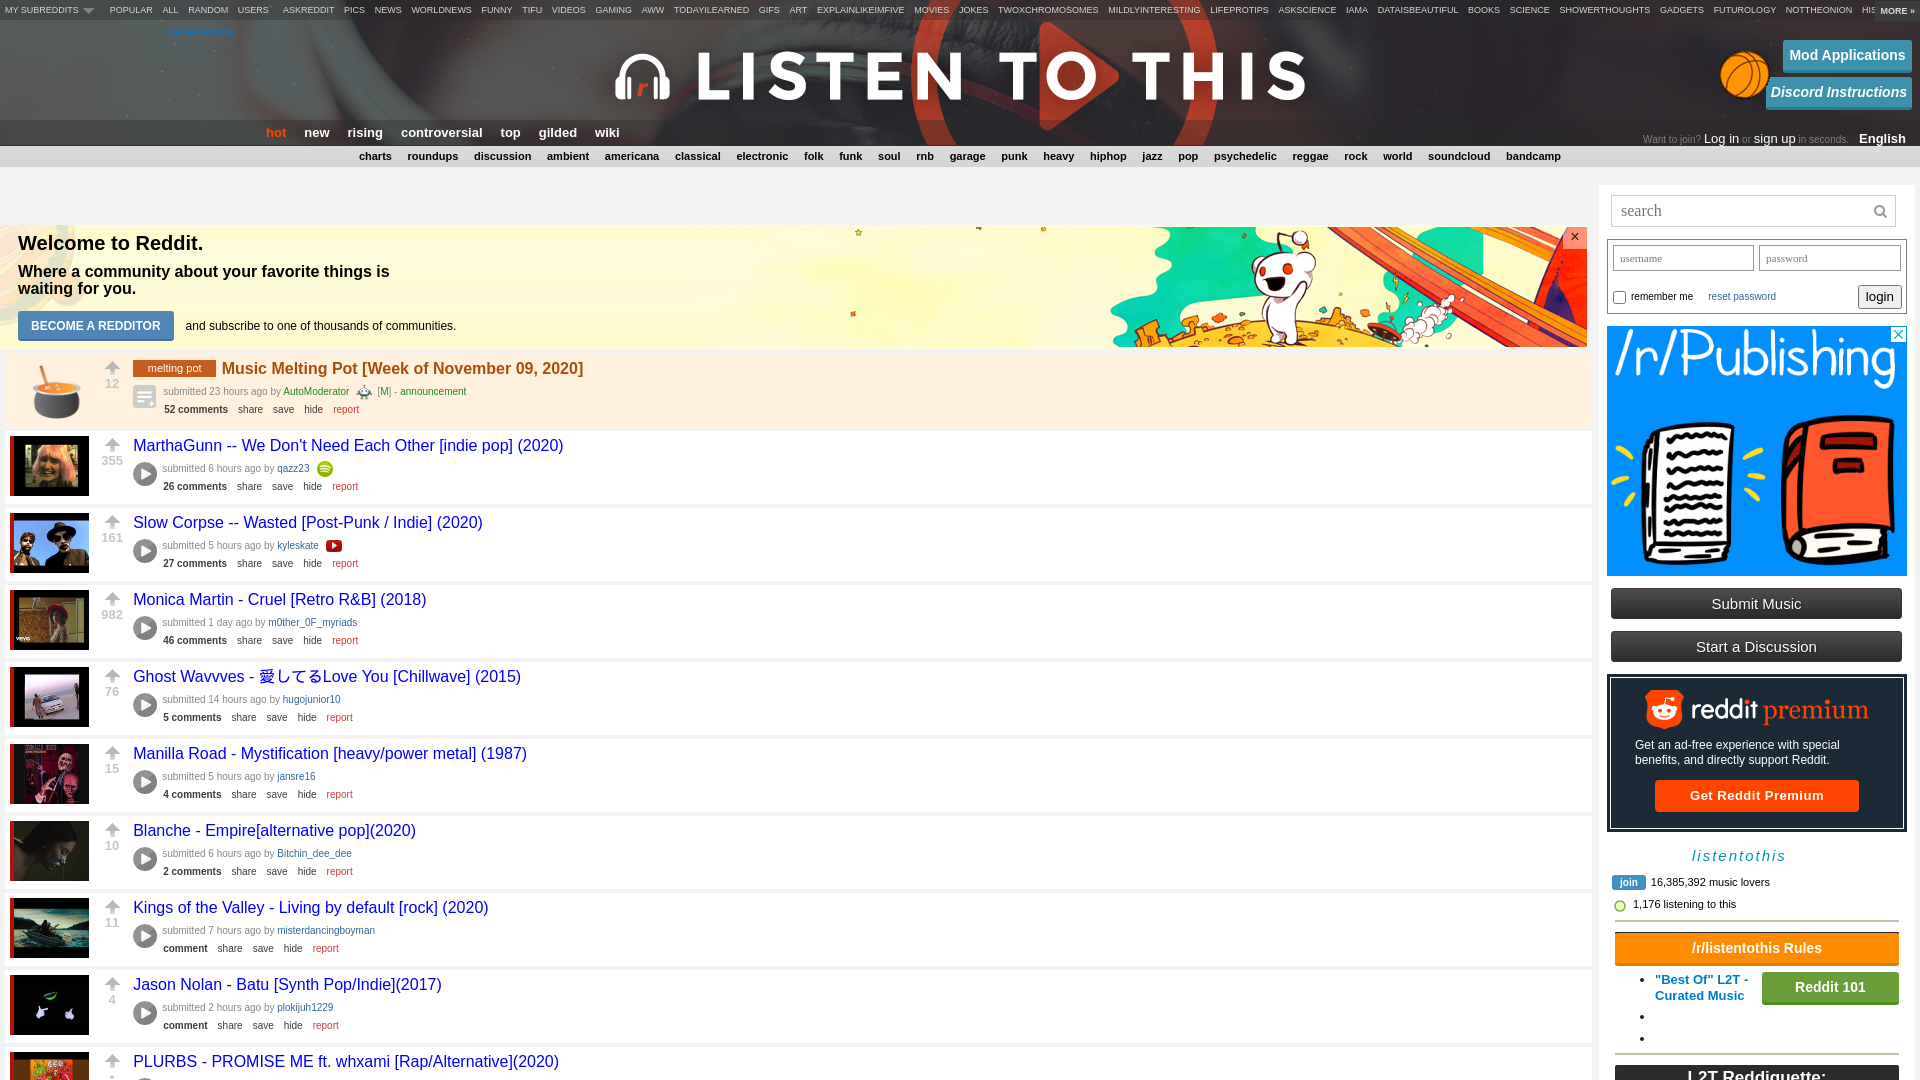 MY SUBREDDITS POPULAR ALL RANDOM USERS ASKREDDIT PICS NEWS WORLDNEWS FUNNY TIFU VIDEOS GAMING AWW TODAYILEARNED GIFS ART EXPLAINLIKEIMFIVE MOVIES JOKES TWOXCHROMOSOMES MILDLYINTERESTING LIFEPROTIPS ASKSCIENCE IAMA DATAISBEAUTIFUL BOOKS SCIENCE SHOWERTHOUGHTS GADGETS FUTUROLOGY NOTTHEONION HIS MORE »
LISTEN TO THIS
Mod Applications
Discord Instructions
hot new rising controversial top gilded wiki
Want to join? Log in or sign up in seconds. English
charts roundups discussion ambient americana classical electronic folk funk soul rnb garage punk heavy hiphop jazz pop psychedelic reggae rock world soundcloud bandcamp
Welcome to Reddit.
Where a community about your favorite things is
waiting for you.
BECOME A REDDITOR and subscribe to one of thousands of communities.
×
12
melting pot Music Melting Pot [Week of November 09, 2020]
submitted 23 hours ago by AutoModerator [M] - announcement
52 comments share save hide report
355
MarthaGunn -- We Don't Need Each Other [indie pop] (2020)
submitted 6 hours ago by qazz23
26 comments share save hide report
161
Slow Corpse -- Wasted [Post-Punk / Indie] (2020)
submitted 5 hours ago by kyleskate
27 comments share save hide report
982
Monica Martin - Cruel [Retro R&B] (2018)
submitted 1 day ago by m0ther_0F_myriads
46 comments share save hide report
76
Ghost Wavvves - 愛してるLove You [Chillwave] (2015)
submitted 14 hours ago by hugojunior10
5 comments share save hide report
15
Manilla Road - Mystification [heavy/power metal] (1987)
submitted 5 hours ago by jansre16
4 comments share save hide report
10
Blanche - Empire[alternative pop](2020)
submitted 6 hours ago by Bitchin_dee_dee
2 comments share save hide report
11
Kings of the Valley - Living by default [rock] (2020)
submitted 7 hours ago by misterdancingboyman
comment share save hide report
4
Jason Nolan - Batu [Synth Pop/Indie](2017)
submitted 2 hours ago by plokijuh1229
comment share save hide report
PLURBS - PROMISE ME ft. whxami [Rap/Alternative](2020)
search
username password
remember me reset password login
/r/Publishing
Submit Music
Start a Discussion
reddit premium
Get an ad-free experience with special
benefits, and directly support Reddit.
Get Reddit Premium
listentothis
join 16,385,392 music lovers
1,176 listening to this
/r/listentothis Rules
"Best Of" L2T -
Curated Music
Reddit 101
L2T Reddiquette: